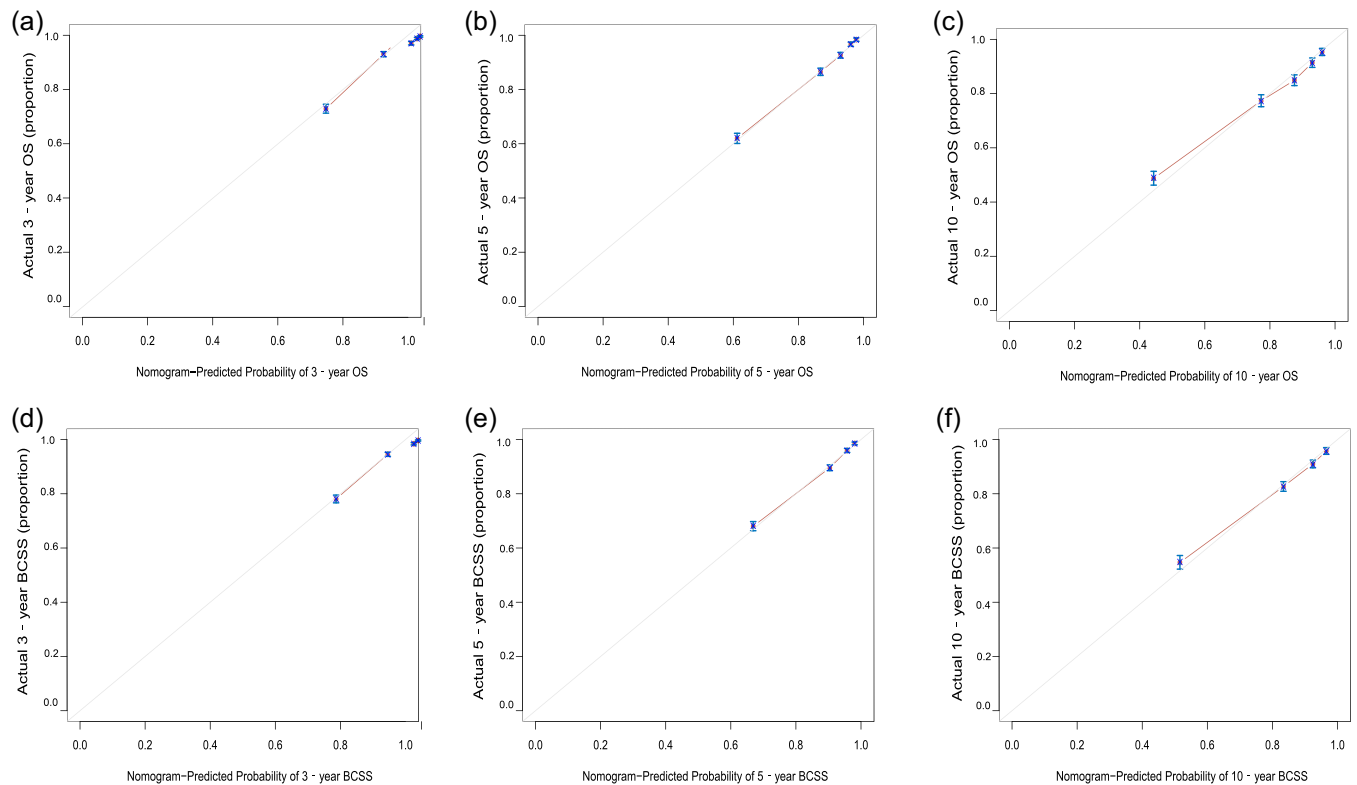 (a)
Actual 3 - year OS (proportion)
1.0
0.8
0.6
0.4
0.2
0.0
0.0 0.2 0.4 0.6 0.8 1.0
Nomogram−Predicted Probability of 3 - year OS
(b)
Actual 5 - year OS (proportion)
1.0
0.8
0.6
0.4
0.2
0.0
0.0 0.2 0.4 0.6 0.8 1.0
Nomogram−Predicted Probability of 5 - year OS
(c)
Actual 10 - year OS (proportion)
1.0
0.8
0.6
0.4
0.2
0.0
0.0 0.2 0.4 0.6 0.8 1.0
Nomogram−Predicted Probability of 10 - year OS
(d)
Actual 3 - year BCSS (proportion)
1.0
0.8
0.6
0.4
0.2
0.0
0.0 0.2 0.4 0.6 0.8 1.0
Nomogram−Predicted Probability of 3 - year BCSS
(e)
Actual 5 - year BCSS (proportion)
1.0
0.8
0.6
0.4
0.2
0.0
0.0 0.2 0.4 0.6 0.8 1.0
Nomogram−Predicted Probability of 5 - year BCSS
(f)
Actual 10 - year BCSS (proportion)
1.0
0.8
0.6
0.4
0.2
0.0
0.0 0.2 0.4 0.6 0.8 1.0
Nomogram−Predicted Probability of 10 - year BCSS